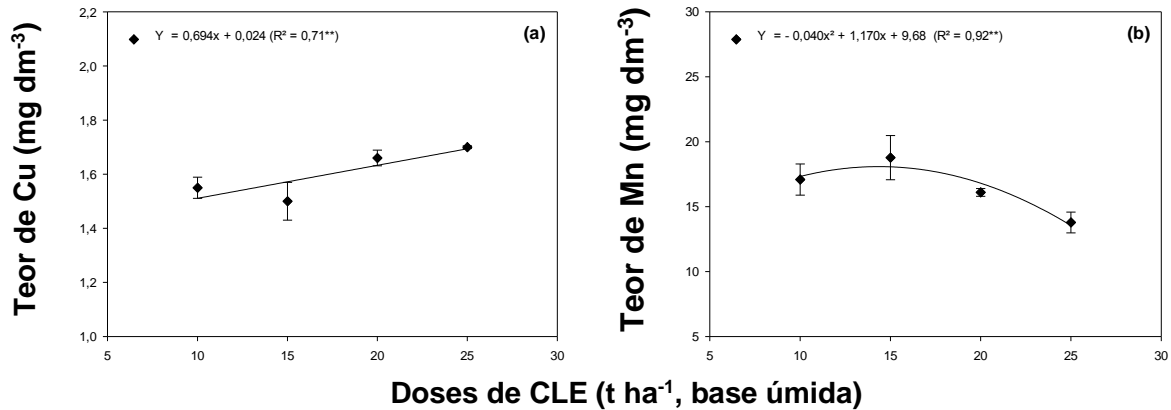 Teor de Cu (mg dm⁻³)
2,2
2,0
1,8
1,6
1,4
1,2
1,0
Y = 0,694x + 0,024 (R² = 0,71**)
(a)
5 10 15 20 25 30
Teor de Mn (mg dm⁻³)
30
25
20
15
10
5
Y = - 0,040x² + 1,170x + 9,68 (R² = 0,92**)
(b)
5 10 15 20 25 30
Doses de CLE (t ha⁻¹, base úmida)